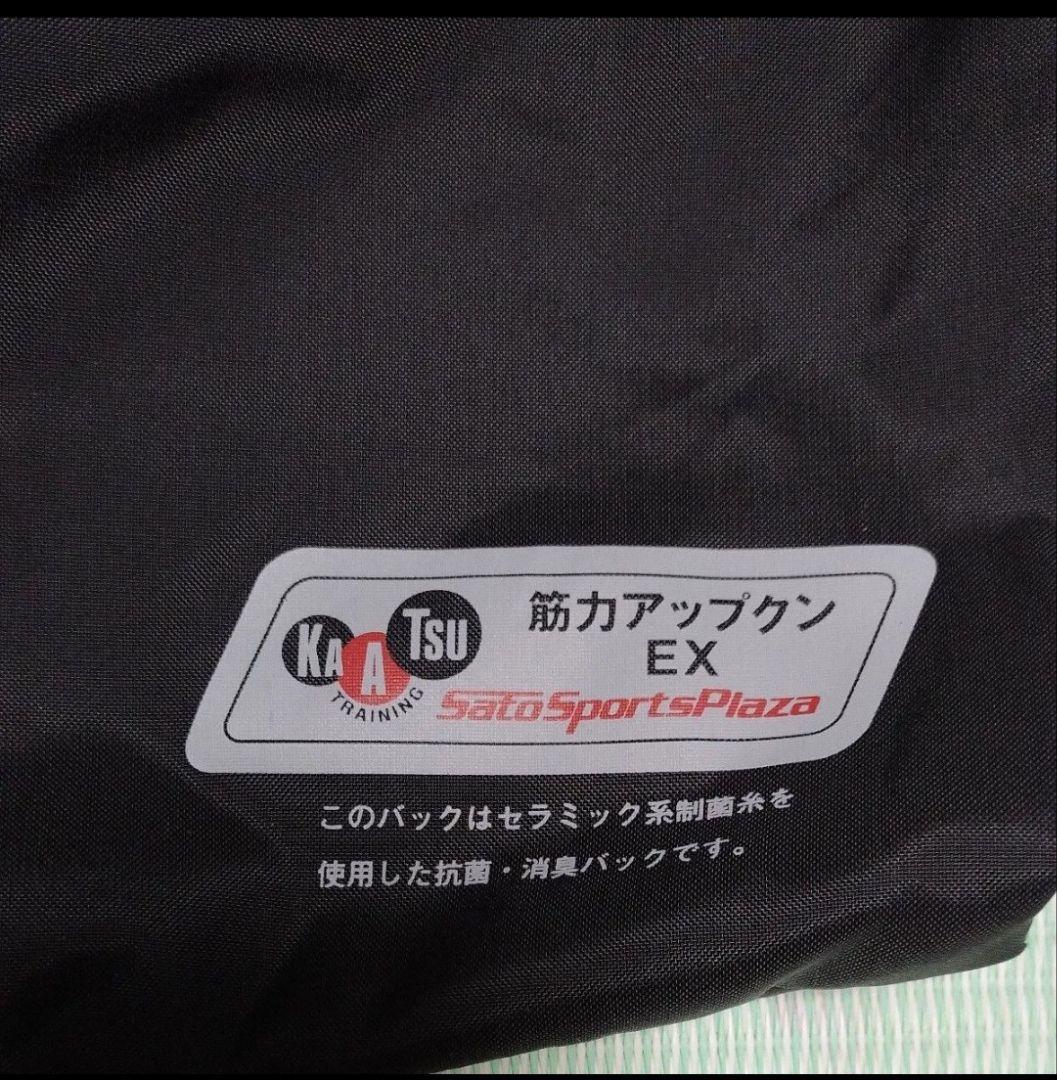 KAATSU
TRAINING
筋力アップクン
EX
SatoSportsPlaza
このバックはセラミック系制菌糸を
使用した抗菌・消臭バックです。